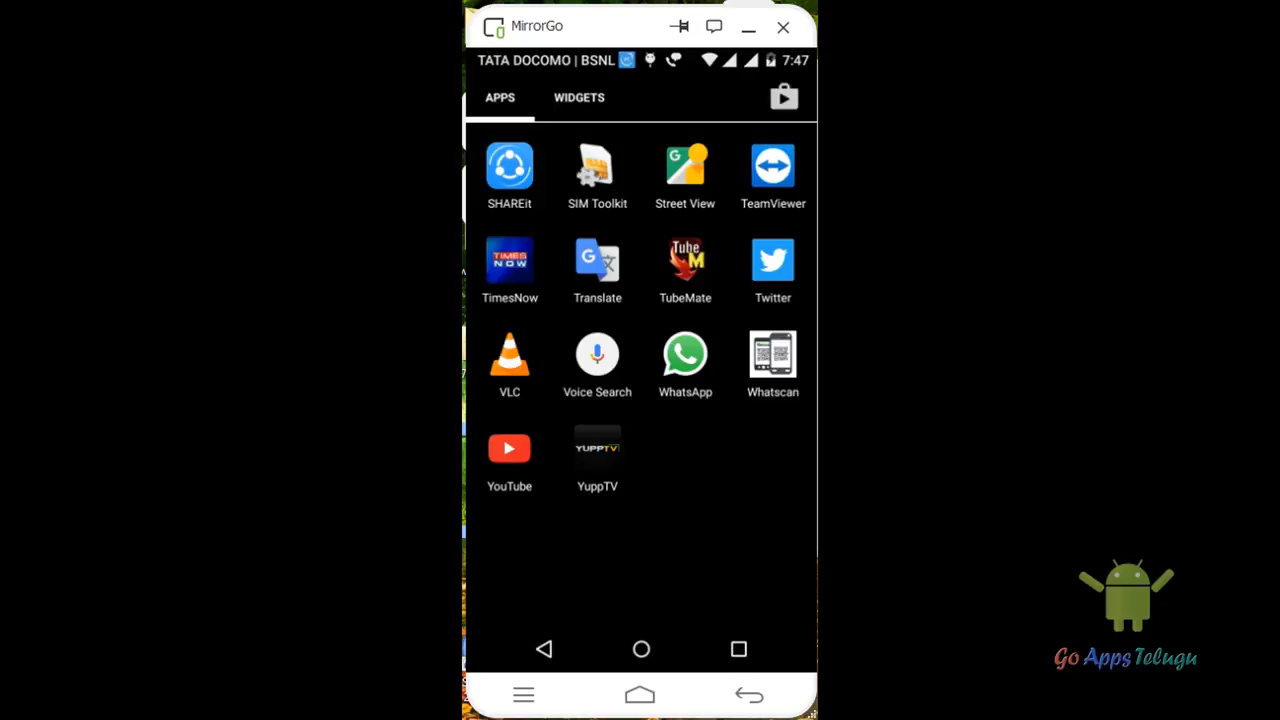 MirrorGo
TATA DOCOMO | BSNL 7:47
APPS WIDGETS
G
SHAREit SIM Toolkit Street View TeamViewer
TIMES NOW G Tube M
TimesNow Translate TubeMate Twitter
VLC Voice Search WhatsApp Whatscan
YUPPTV
YouTube YuppTV
Go Apps Telugu